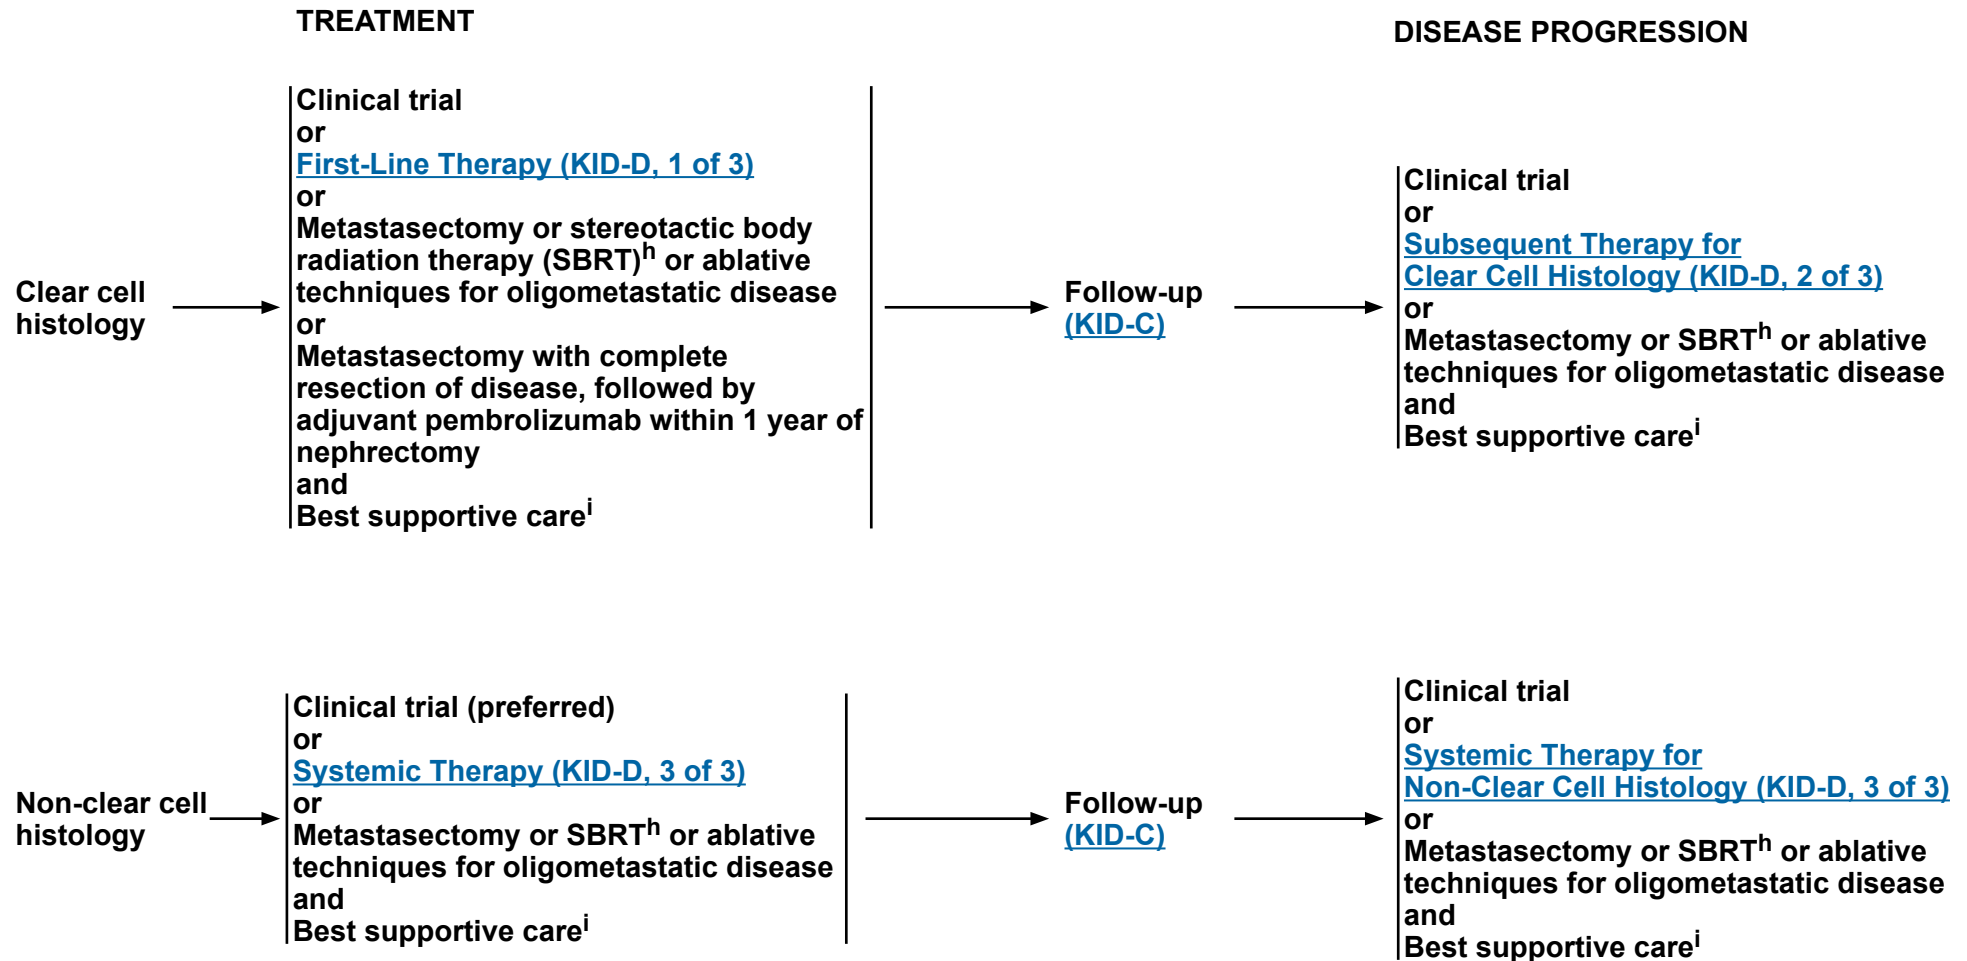 TREATMENT
DISEASE PROGRESSION
Clear cell
histology
Clinical trial
or
First-Line Therapy (KID-D, 1 of 3)
or
Metastasectomy or stereotactic body
radiation therapy (SBRT)h or ablative
techniques for oligometastatic disease
or
Metastasectomy with complete
resection of disease, followed by
adjuvant pembrolizumab within 1 year of
nephrectomy
and
Best supportive carei
Follow-up
(KID-C)
Clinical trial
or
Subsequent Therapy for
Clear Cell Histology (KID-D, 2 of 3)
or
Metastasectomy or SBRTh or ablative
techniques for oligometastatic disease
and
Best supportive carei
Non-clear cell
histology
Clinical trial (preferred)
or
Systemic Therapy (KID-D, 3 of 3)
or
Metastasectomy or SBRTh or ablative
techniques for oligometastatic disease
and
Best supportive carei
Follow-up
(KID-C)
Clinical trial
or
Systemic Therapy for
Non-Clear Cell Histology (KID-D, 3 of 3)
or
Metastasectomy or SBRTh or ablative
techniques for oligometastatic disease
and
Best supportive carei